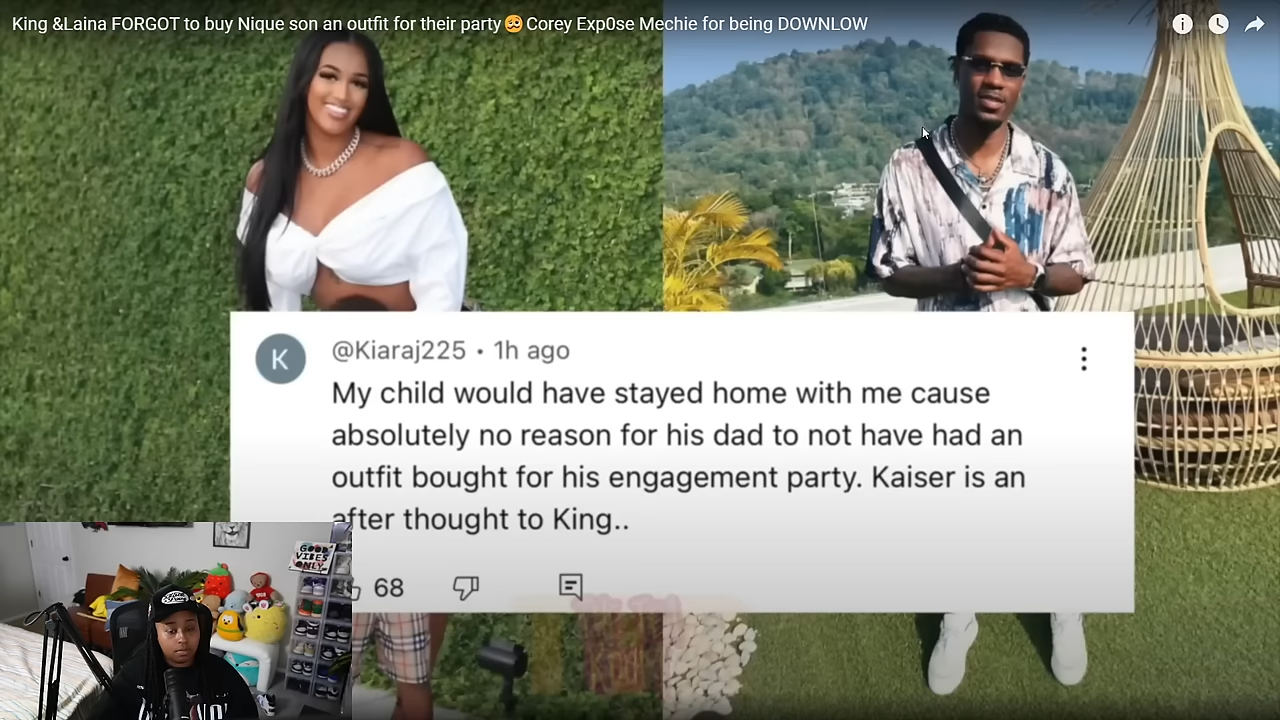 King &Laina FORGOT to buy Nique son an outfit for their party🥴Corey Exp0se Mechie for being DOWNLOW
K
@Kiaraj225 • 1h ago
My child would have stayed home with me cause
absolutely no reason for his dad to not have had an
outfit bought for his engagement party. Kaiser is an
after thought to King..
68
GOOD
VIBES
ONLY